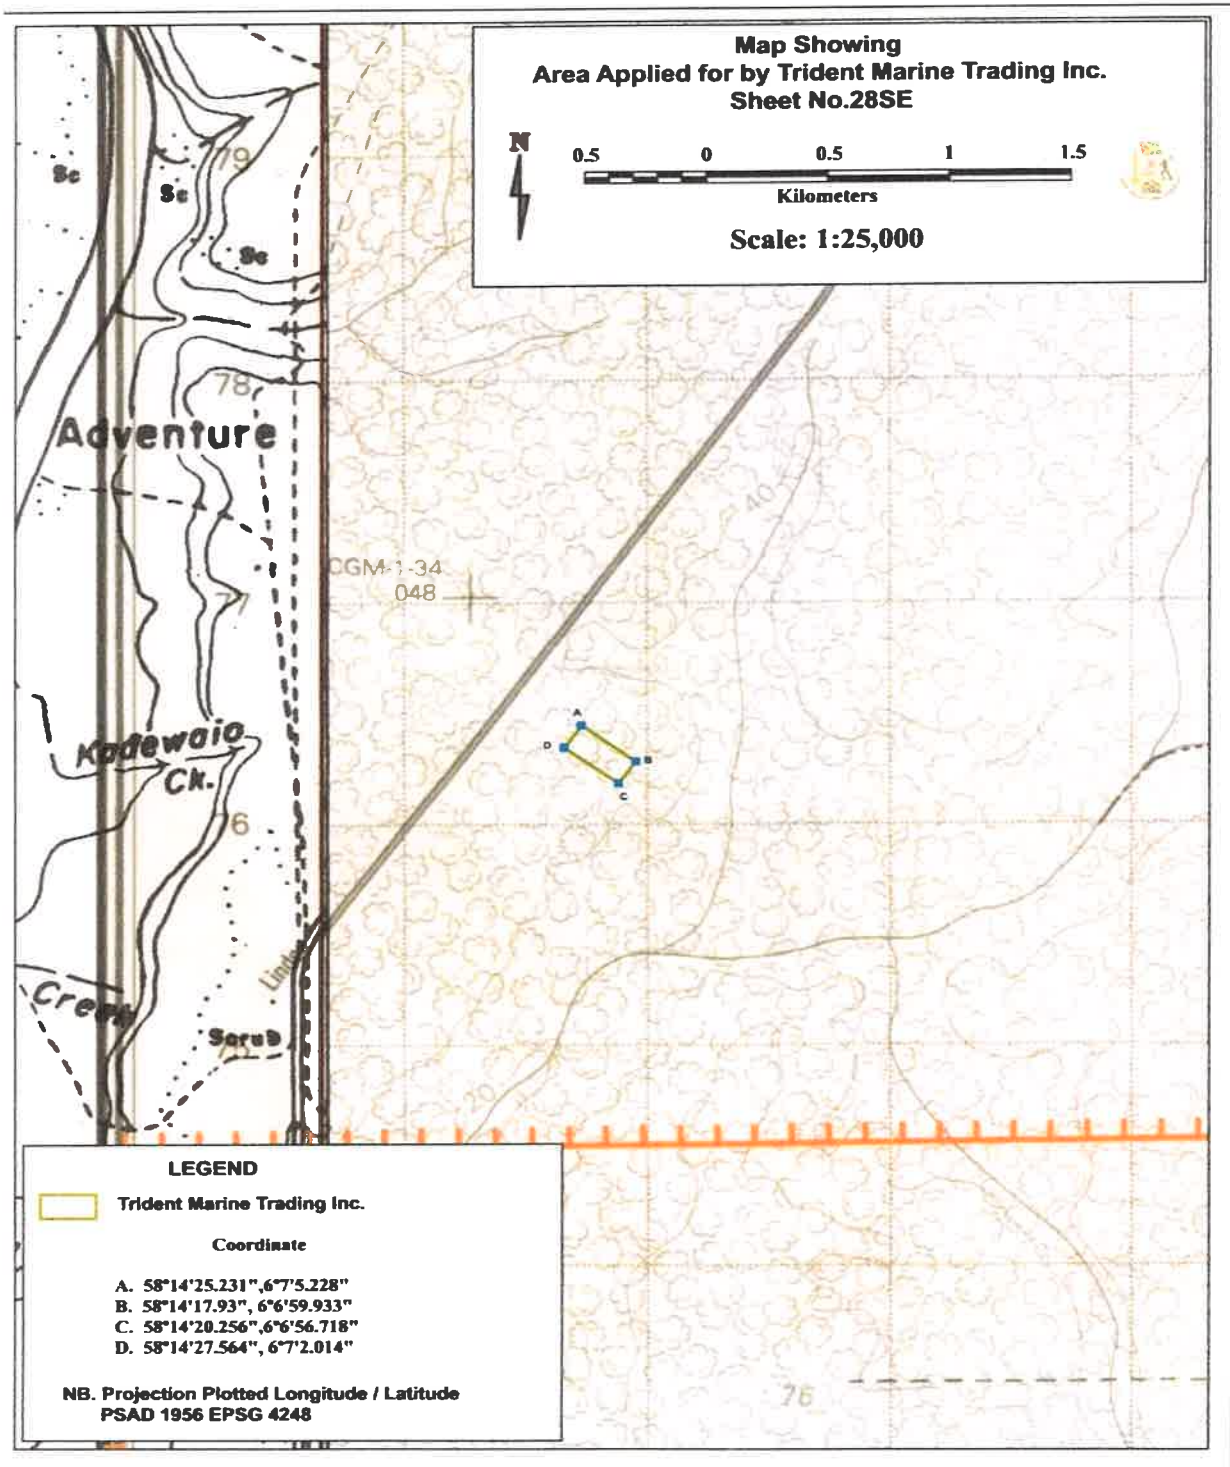 Map Showing
Area Applied for by Trident Marine Trading Inc.
Sheet No.28SE
N
0.5 0 0.5 1 1.5
Kilometers
Scale: 1:25,000
79
Sc
Sc
Sc
78
Adventure
40
CGM-1-34
048
77
A
D
B
C
Kadewaio
Ck.
76
Creek
Scrub
20
LEGEND
Trident Marine Trading Inc.
Coordinate
A. 58°14'25.231",6°7'5.228"
B. 58°14'17.93", 6°6'59.933"
C. 58°14'20.256",6°6'56.718"
D. 58°14'27.564", 6°7'2.014"
NB. Projection Plotted Longitude / Latitude
PSAD 1956 EPSG 4248
76